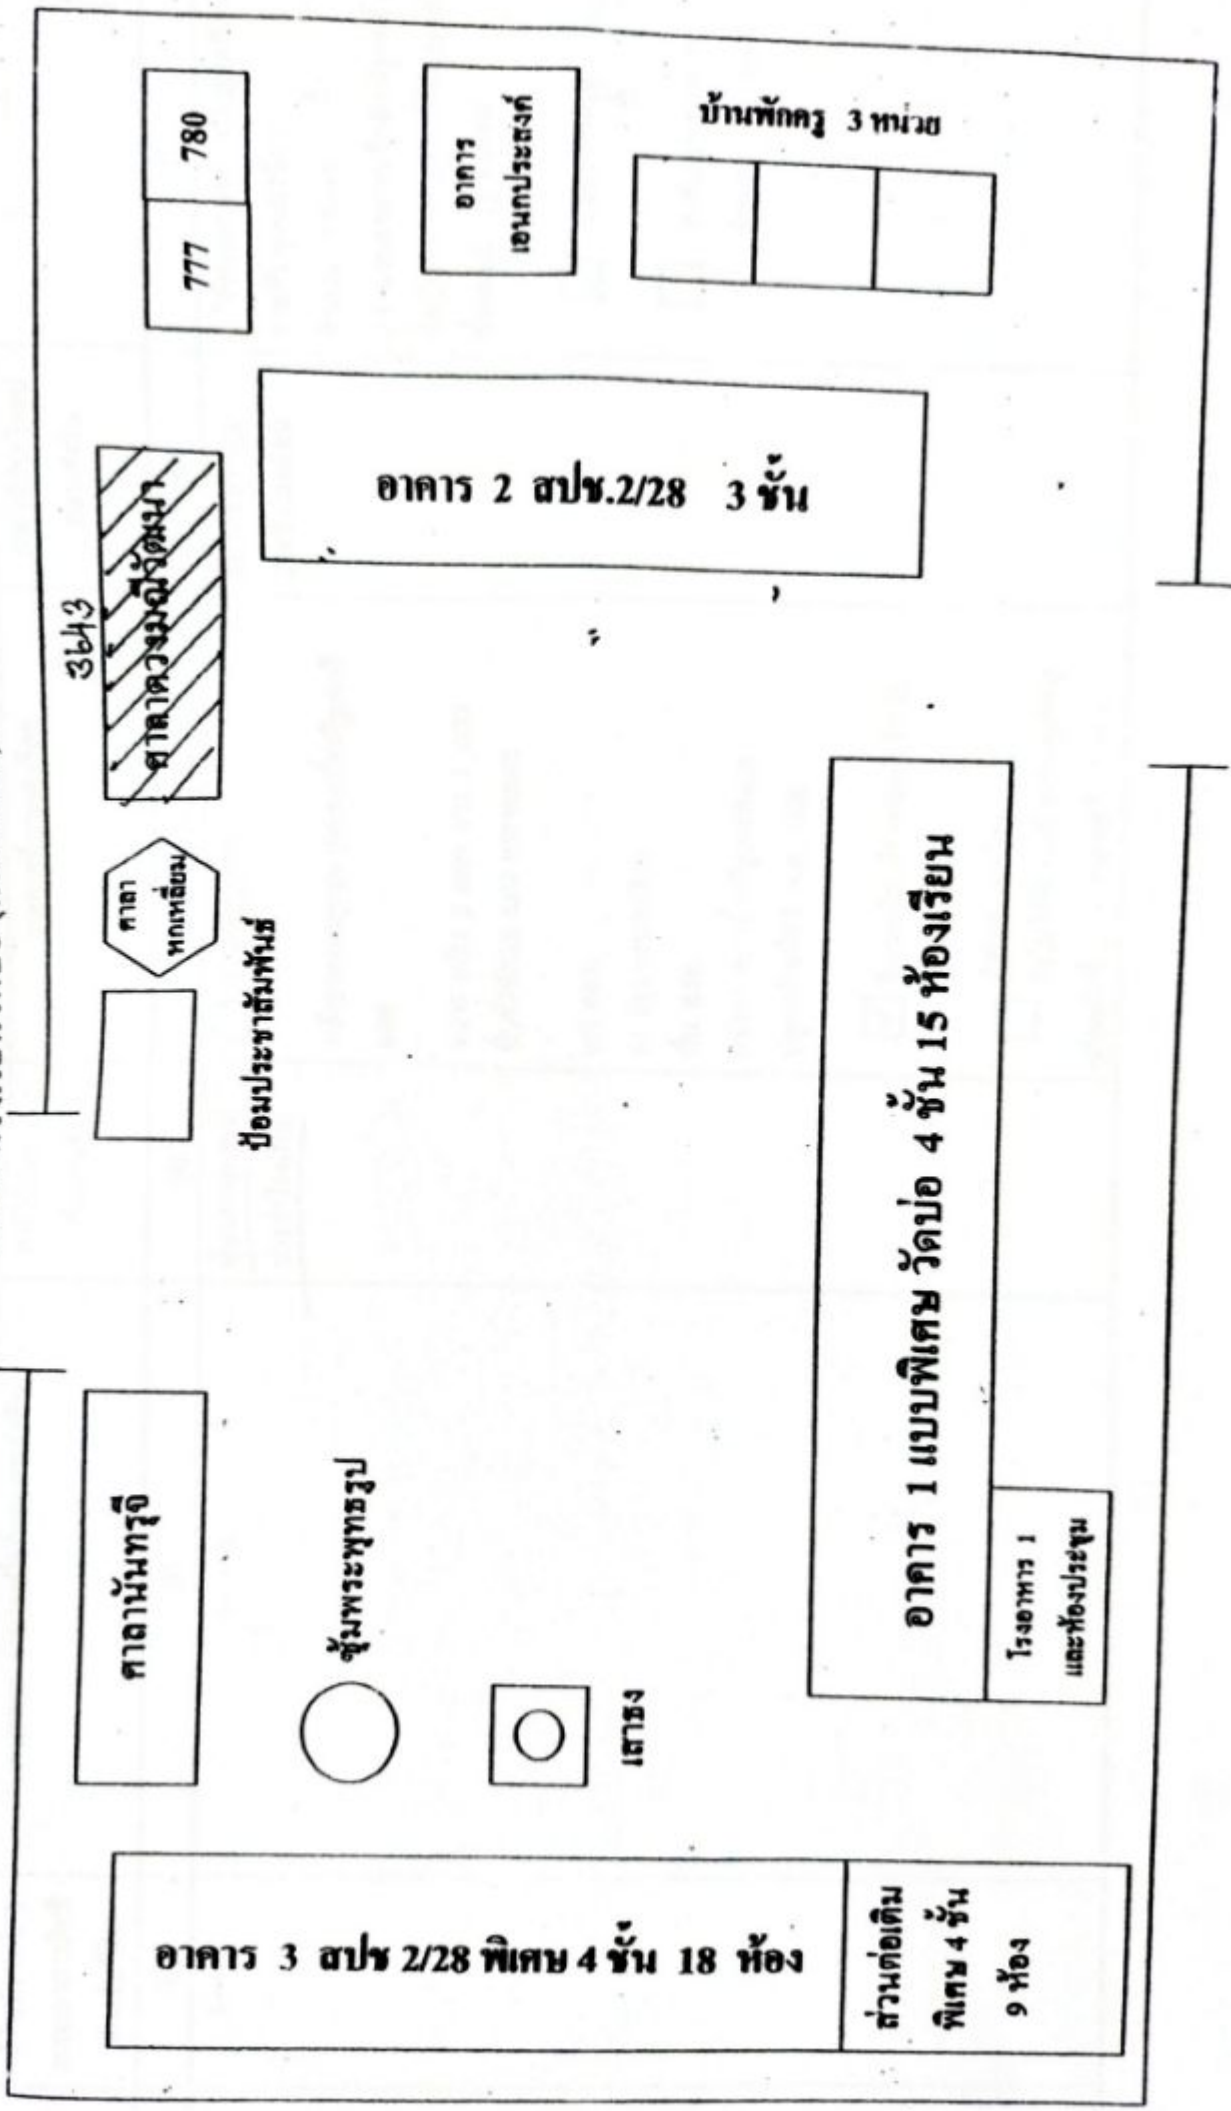 780
777
อาคาร
เอนกประสงค์
บ้านพักครู 3 หน่วย
3643
ศาลาดวงมณีวัฒนา
อาคาร 2 สปช.2/28 3 ชั้น
ศาลา
หกเหลี่ยม
ป้อมประชาสัมพันธ์
อาคาร 1 แบบพิเศษ วัดบ่อ 4 ชั้น 15 ห้องเรียน
โรงอาหาร 1
และห้องประชุม
ศาลานันทรุจี
ซุ้มพระพุทธรูป
เสาธง
อาคาร 3 สปช 2/28 พิเศษ 4 ชั้น 18 ห้อง
ส่วนต่อเติม
พิเศษ 4 ชั้น
9 ห้อง